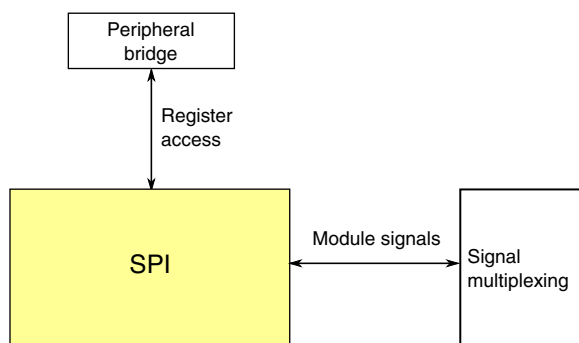 Peripheral
bridge
Register
access
SPI
Module signals
Signal
multiplexing